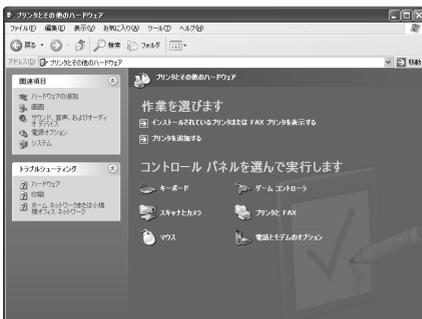 プリンタとその他のハードウェア
ファイル(F) 編集(E) 表示(V) お気に入り(A) ツール(T) ヘルプ(H)
戻る 検索 フォルダ
アドレス(D) プリンタとその他のハードウェア 移動
関連項目
ハードウェアの追加
画面
サウンド、音声、およびオーディオ デバイス
電源オプション
システム
トラブルシューティング
ハードウェア
印刷
ホーム ネットワークまたは小規模オフィス ネットワーク
プリンタとその他のハードウェア
作業を選びます
インストールされているプリンタまたは FAX プリンタを表示する
プリンタを追加する
コントロール パネルを選んで実行します
キーボード
ゲーム コントローラ
スキャナとカメラ
プリンタと FAX
マウス
電話とモデムのオプション